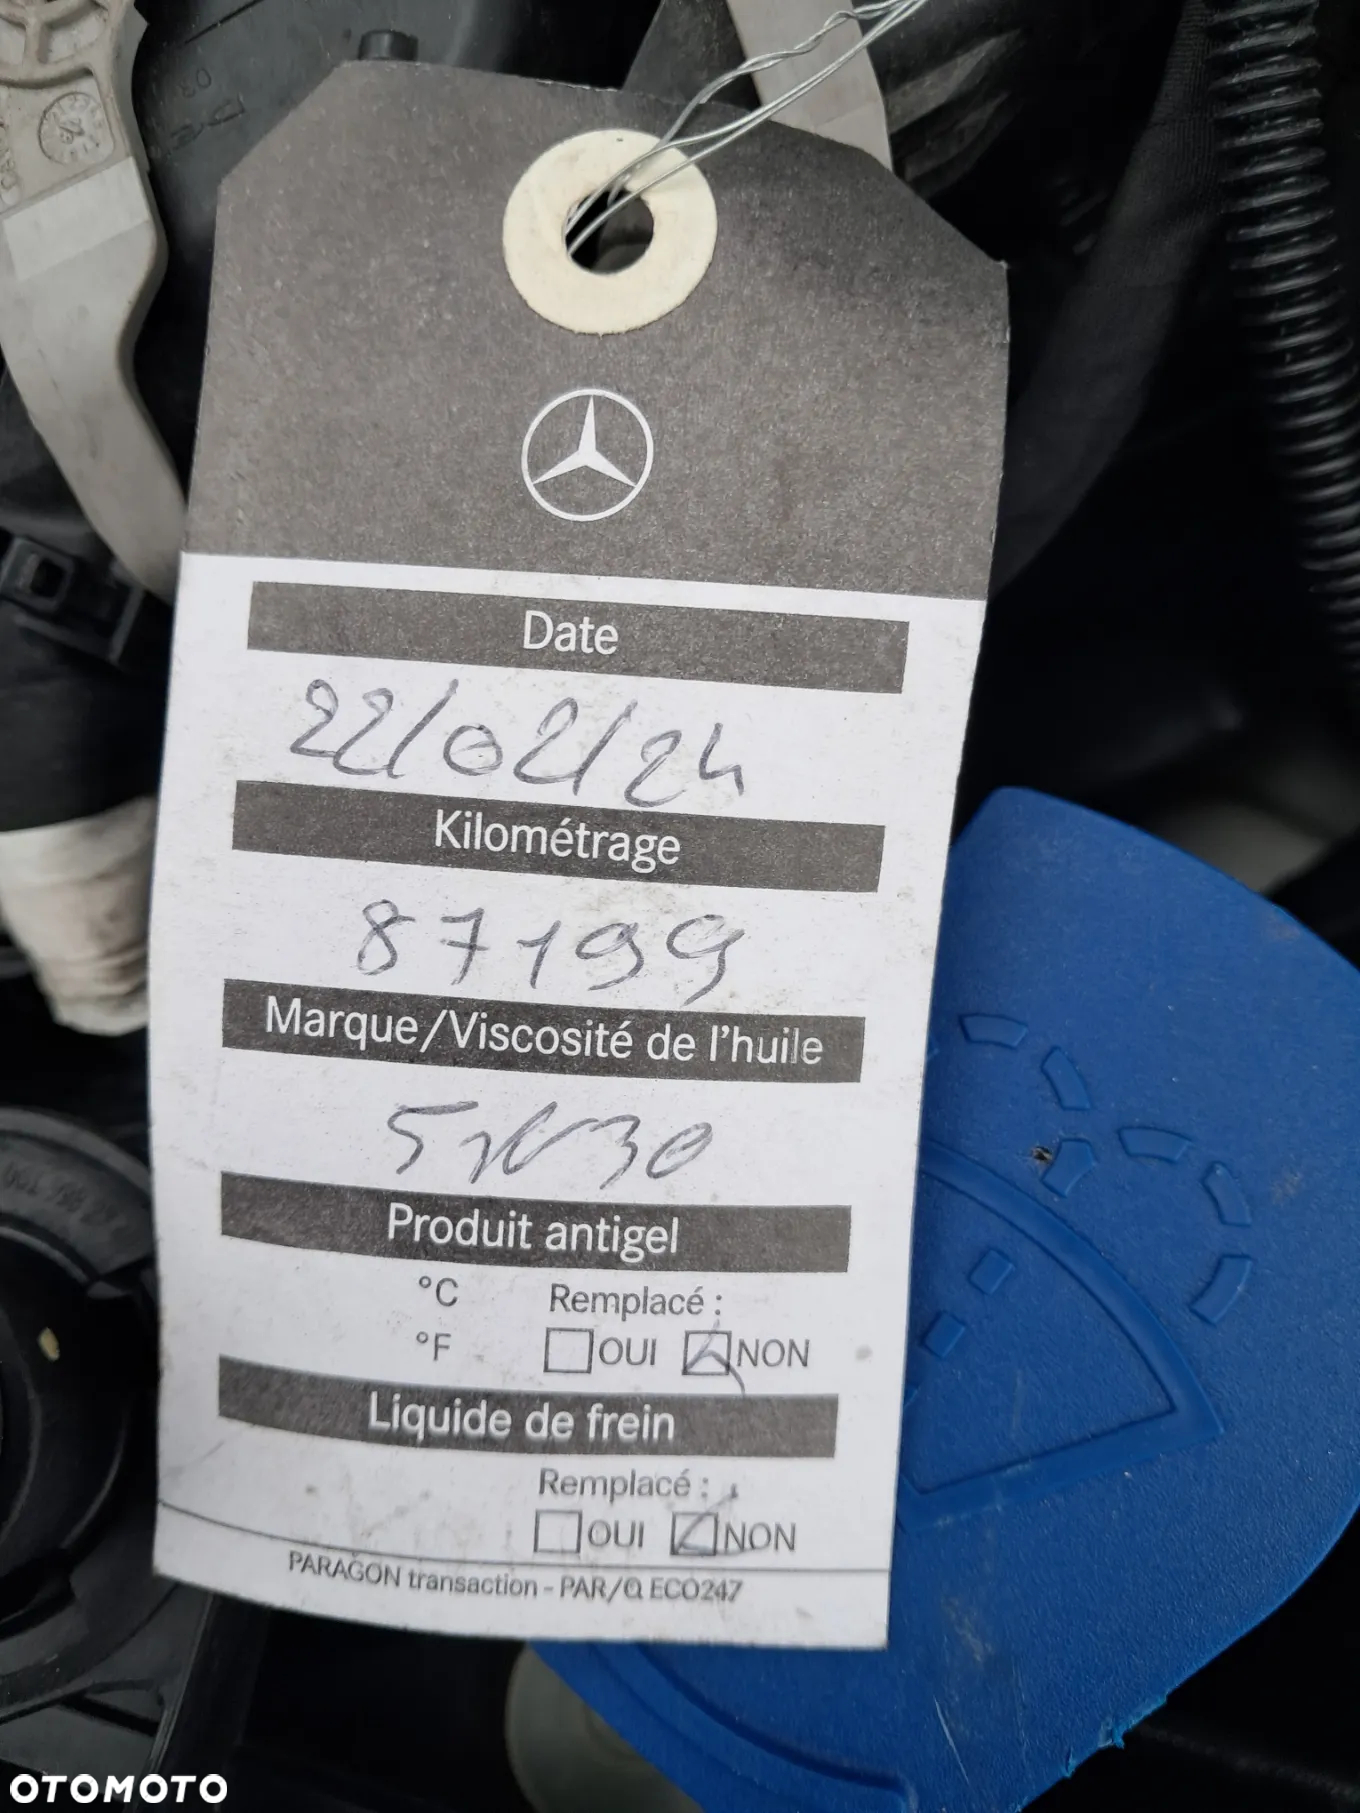 Date
22/02/24
Kilométrage
87199
Marque/Viscosité de l'huile
5W30
Produit antigel
°C Remplacé :
°F OUI NON
Liquide de frein
Remplacé :
OUI NON
PARAGON transaction - PAR/Q ECO247
OTOMOTO